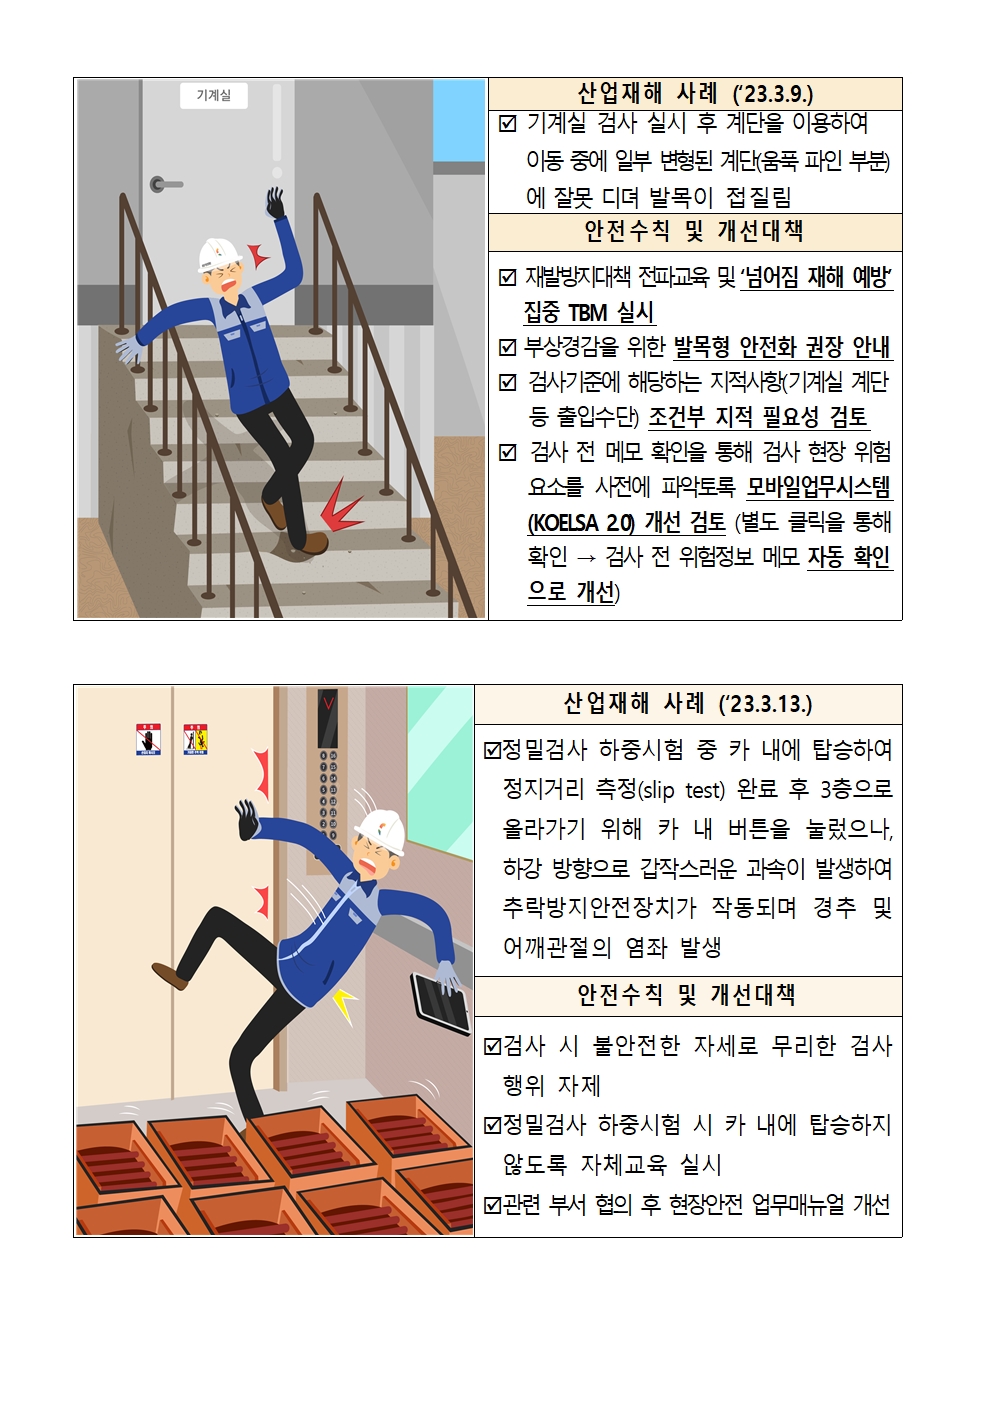 기계실
산업재해 사례 (‘23.3.9.)
☑ 기계실 검사 실시 후 계단을 이용하여
이동 중에 일부 변형된 계단(움푹 파인 부분)
에 잘못 디뎌 발목이 접질림
안전수칙 및 개선대책
☑ 재발방지대책 전파교육 및 ‘넘어짐 재해 예방’
집중 TBM 실시
☑ 부상경감을 위한 발목형 안전화 권장 안내
☑ 검사기준에 해당하는 지적사항(기계실 계단
등 출입수단) 조건부 지적 필요성 검토
☑ 검사 전 메모 확인을 통해 검사 현장 위험
요소를 사전에 파악토록 모바일업무시스템
(KOELSA 2.0) 개선 검토 (별도 클릭을 통해
확인 → 검사 전 위험정보 메모 자동 확인
으로 개선)
산업재해 사례 (‘23.3.13.)
☑정밀검사 하중시험 중 카 내에 탑승하여
정지거리 측정(slip test) 완료 후 3층으로
올라가기 위해 카 내 버튼을 눌렀으나,
하강 방향으로 갑작스러운 과속이 발생하여
추락방지안전장치가 작동되며 경추 및
어깨관절의 염좌 발생
안전수칙 및 개선대책
☑검사 시 불안전한 자세로 무리한 검사
행위 자제
☑정밀검사 하중시험 시 카 내에 탑승하지
않도록 자체교육 실시
☑관련 부서 협의 후 현장안전 업무매뉴얼 개선